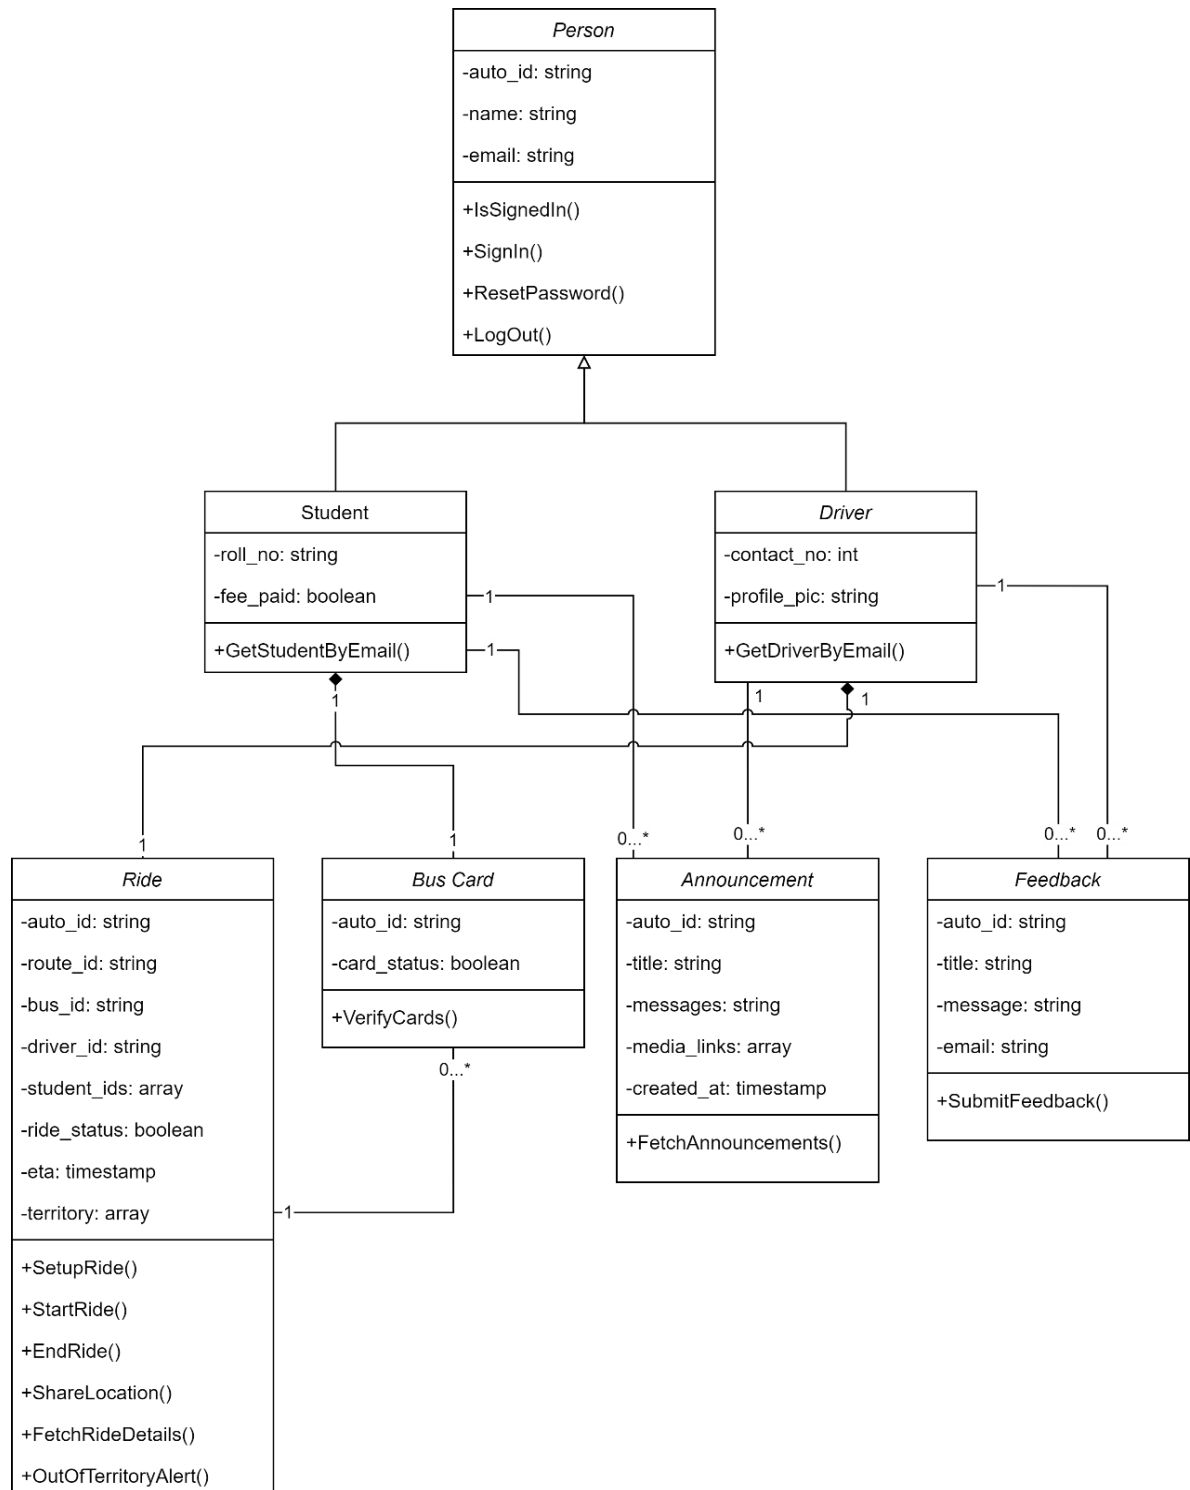 Person
-auto_id: string
-name: string
-email: string
+IsSignedIn()
+SignIn()
+ResetPassword()
+LogOut()
Student
-roll_no: string
-fee_paid: boolean
+GetStudentByEmail()
1
1
1
Driver
-contact_no: int
-profile_pic: string
+GetDriverByEmail()
1
1
1
1
1
0...*
0...*
0...*
0...*
Ride
-auto_id: string
-route_id: string
-bus_id: string
-driver_id: string
-student_ids: array
-ride_status: boolean
-eta: timestamp
-territory: array
+SetupRide()
+StartRide()
+EndRide()
+ShareLocation()
+FetchRideDetails()
+OutOfTerritoryAlert()
1
Bus Card
-auto_id: string
-card_status: boolean
+VerifyCards()
0...*
Announcement
-auto_id: string
-title: string
-messages: string
-media_links: array
-created_at: timestamp
+FetchAnnouncements()
Feedback
-auto_id: string
-title: string
-message: string
-email: string
+SubmitFeedback()